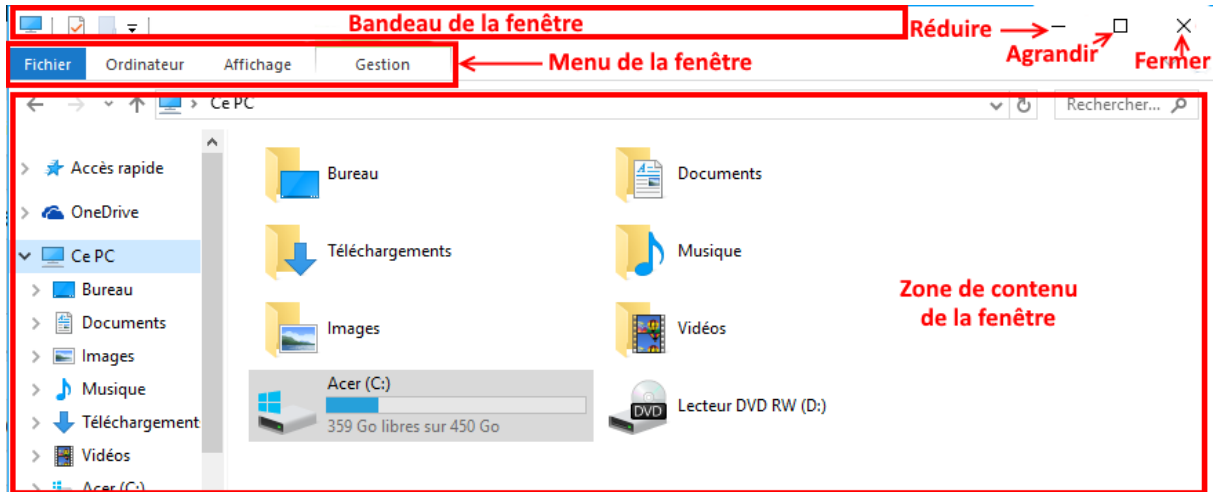 Bandeau de la fenêtre
Réduire
Agrandir
Fermer
Fichier Ordinateur Affichage Gestion
Menu de la fenêtre
Ce PC
Rechercher...
Accès rapide
OneDrive
Ce PC
Bureau
Documents
Images
Musique
Téléchargement
Vidéos
Acer (C:)
Bureau
Documents
Téléchargements
Musique
Images
Vidéos
Acer (C:)
359 Go libres sur 450 Go
DVD
Lecteur DVD RW (D:)
Zone de contenu
de la fenêtre